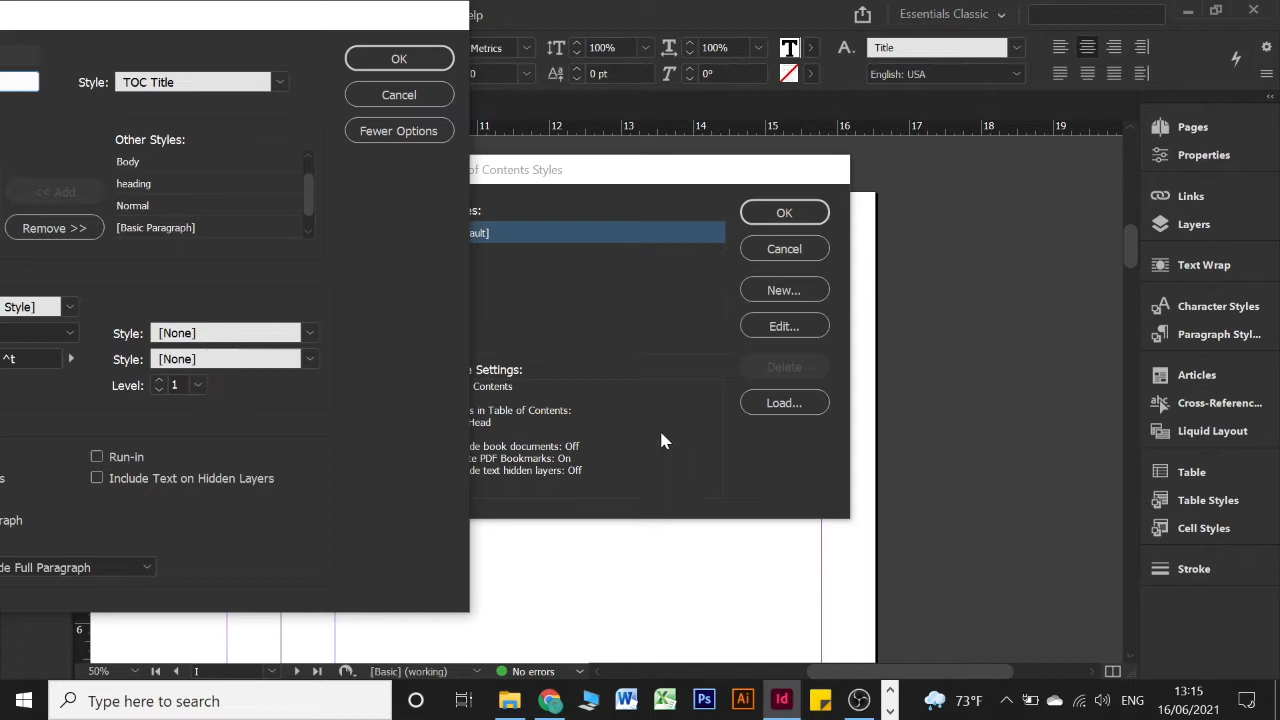 elp
Essentials Classic
Metrics
100%
100%
Title
0
0 pt
0°
English: USA
Style:
TOC Title
OK
Cancel
Fewer Options
Other Styles:
Body
heading
Normal
[Basic Paragraph]
<< Add
Remove >>
Style]
Style:
[None]
^t
Style:
[None]
Level:
1
Run-in
s
Include Text on Hidden Layers
graph
de Full Paragraph
11
12
13
14
15
16
17
18
19
of Contents Styles
es:
ault]
OK
Cancel
New...
Edit...
Delete
Load...
e Settings:
Contents
s in Table of Contents:
Head
de book documents: Off
e PDF Bookmarks: On
de text hidden layers: Off
Pages
Properties
Links
Layers
Text Wrap
Character Styles
Paragraph Styl...
Articles
Cross-Referenc...
Liquid Layout
Table
Table Styles
Cell Styles
Stroke
6
50%
I
[Basic] (working)
No errors
Type here to search
73°F
ENG
13:15
16/06/2021